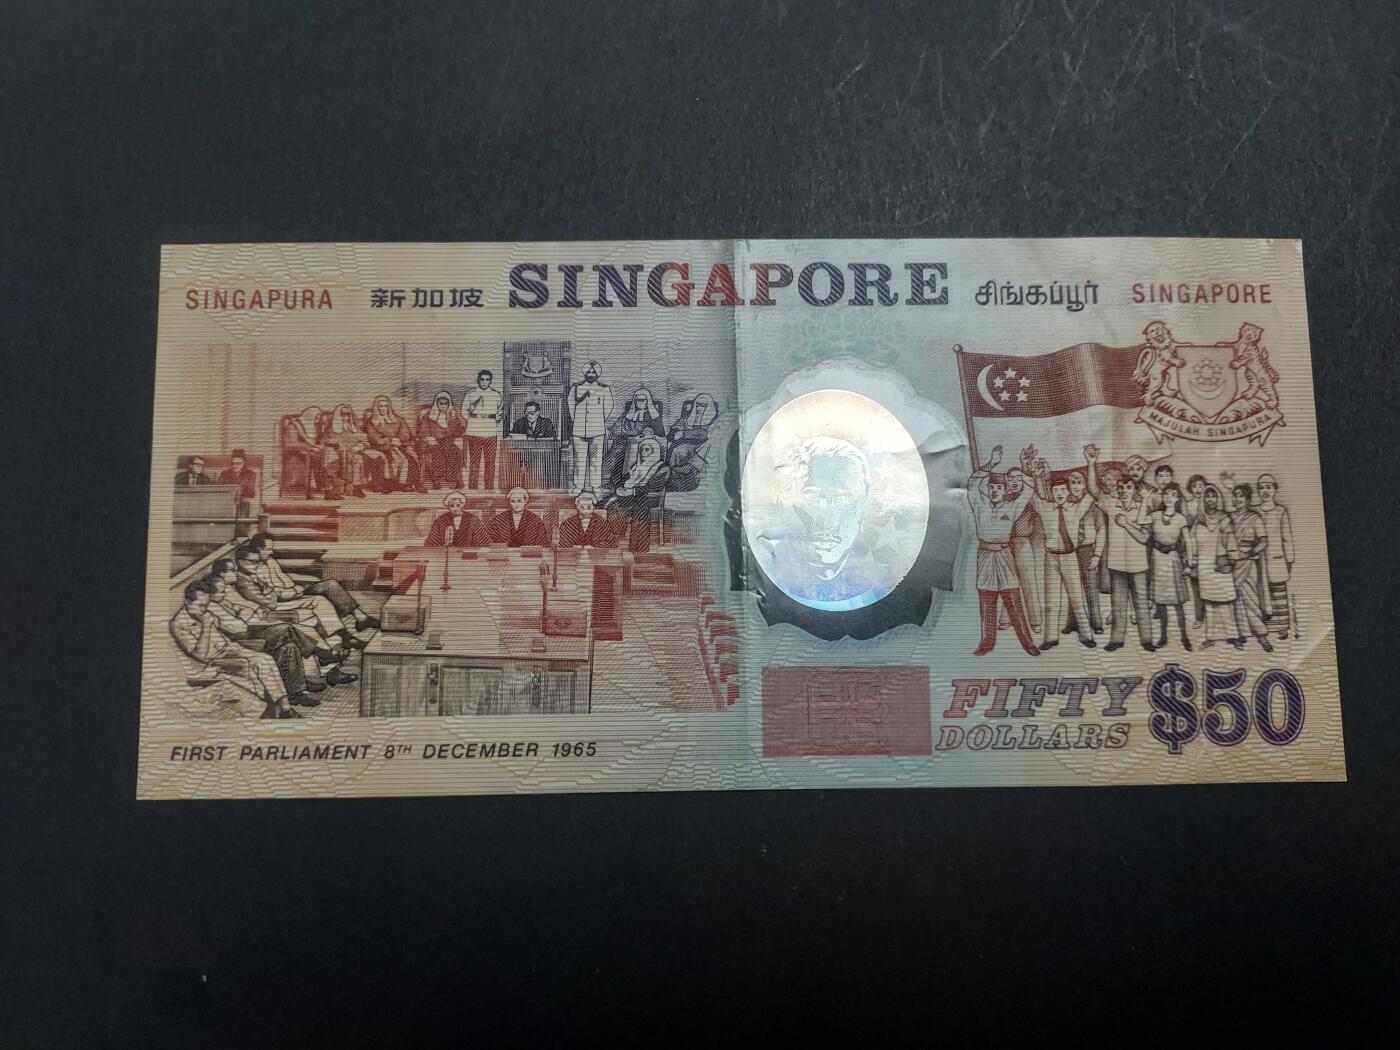 SINGAPURA 新加坡 SINGAPORE சிங்கப்பூர் SINGAPORE
MAJULAH SINGAPURA
FIFTY
DOLLARS
$50
FIRST PARLIAMENT 8TH DECEMBER 1965